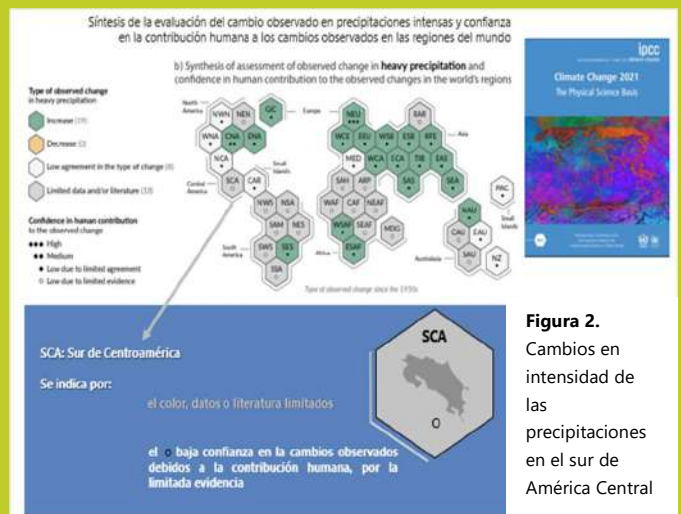 Síntesis de la evaluación del cambio observado en precipitaciones intensas y confianza
en la contribución humana a los cambios observados en las regiones del mundo
b) Synthesis of assessment of observed change in heavy precipitation and
confidence in human contribution to the observed changes in the world's regions
Type of observed change
in heavy precipitation
Increase (19)
Decrease (0)
Low agreement in the type of change (8)
Limited data and/or literature (18)
Confidence in human contribution
to the observed change
High
Medium
Low due to limited agreement
Low due to limited evidence
North
America
NWN NEN GIC
WNA CNA ENA
NCA
SCA CAR
Central
America
Small
Islands
NWS NSA
SAM NES
SWS SES
SSA
South
America
Europe
NEU RAR
WCE EEU WSB ESB RFE
Asia
MED WCA ECA TIB EAS
SAH ARP SAS SEA
WAF CAF NEAF
WSAF SEAF MDG
ESAF
Africa
NAU
CAU EAU
SAU NZ
Australasia
PAC
Small
Islands
Type of observed change since the 1950s
ipcc
Climate Change 2021
The Physical Science Basis
SCA: Sur de Centroamérica
Se indica por:
el color, datos o literatura limitados
el o baja confianza en la cambios observados
debidos a la contribución humana, por la
limitada evidencia
SCA
O
Figura 2.
Cambios en
intensidad de
las
precipitaciones
en el sur de
América Central